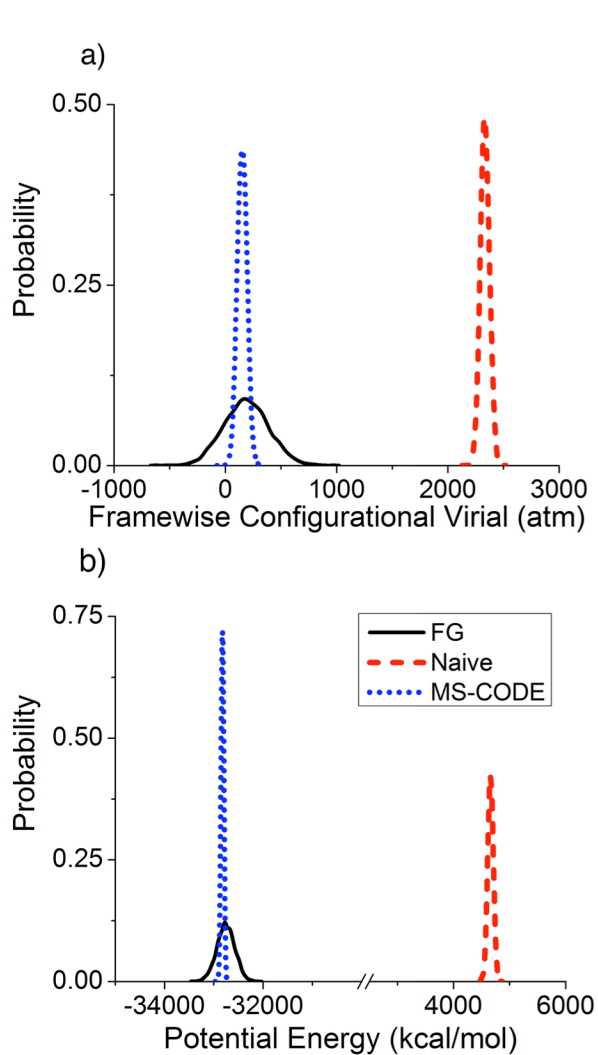 a)
0.50
0.25
0.00
Probability
-1000 0 1000 2000 3000
Framewise Configurational Virial (atm)
b)
0.75
0.50
0.25
0.00
Probability
FG
Naive
MS-CODE
-34000 -32000 4000 6000
Potential Energy (kcal/mol)